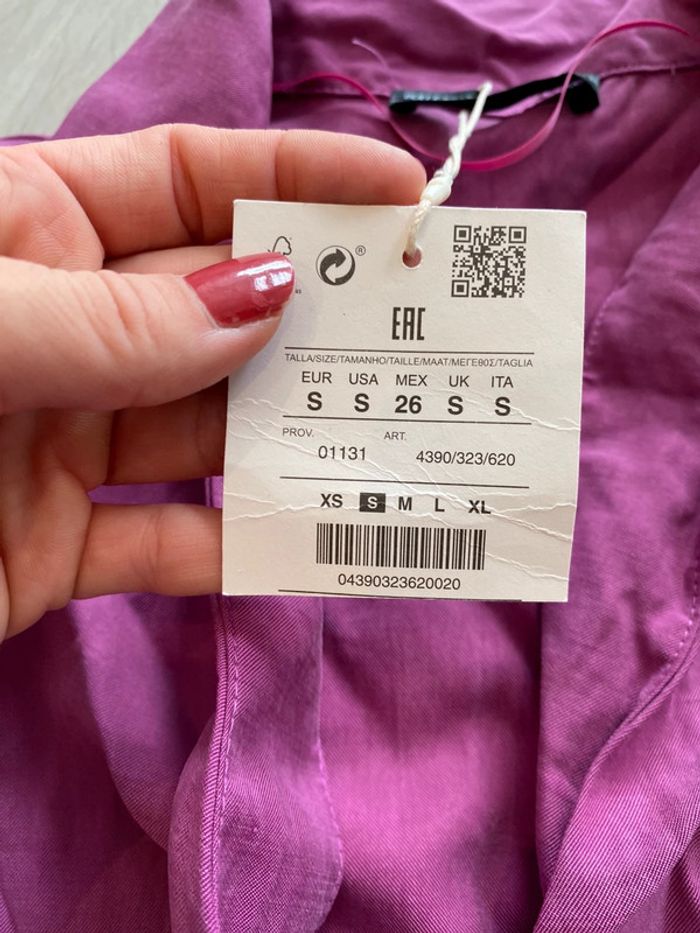 ®
EAC
TALLA/SIZE/TAMANHO/TAILLE/MAAT/ΜΕΓΕΘΟΣ/TAGLIA
EUR USA MEX UK ITA
S S 26 S S
PROV. ART.
01131 4390/323/620
XS S M L XL
04390323620020